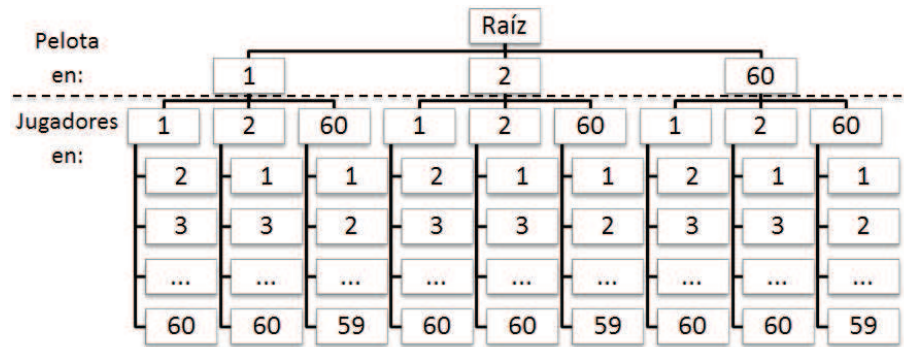 Raíz
Pelota en:
1 2 60
Jugadores en:
1 2 60 1 2 60 1 2 60
2 1 1 2 1 1 2 1 1
3 3 2 3 3 2 3 3 2
... ... ... ... ... ... ... ... ...
60 60 59 60 60 59 60 60 59